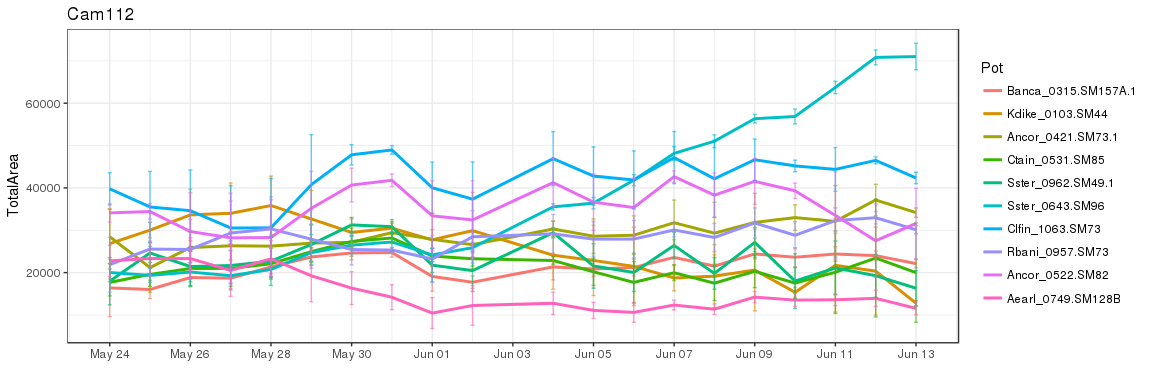 Cam112
TotalArea
60000
40000
20000
May 24 May 26 May 28 May 30 Jun 01 Jun 03 Jun 05 Jun 07 Jun 09 Jun 11 Jun 13
Pot
Banca_0315.SM157A.1
Kdike_0103.SM44
Ancor_0421.SM73.1
Ctain_0531.SM85
Sster_0962.SM49.1
Sster_0643.SM96
Clfin_1063.SM73
Rbani_0957.SM73
Ancor_0522.SM82
Aearl_0749.SM128B